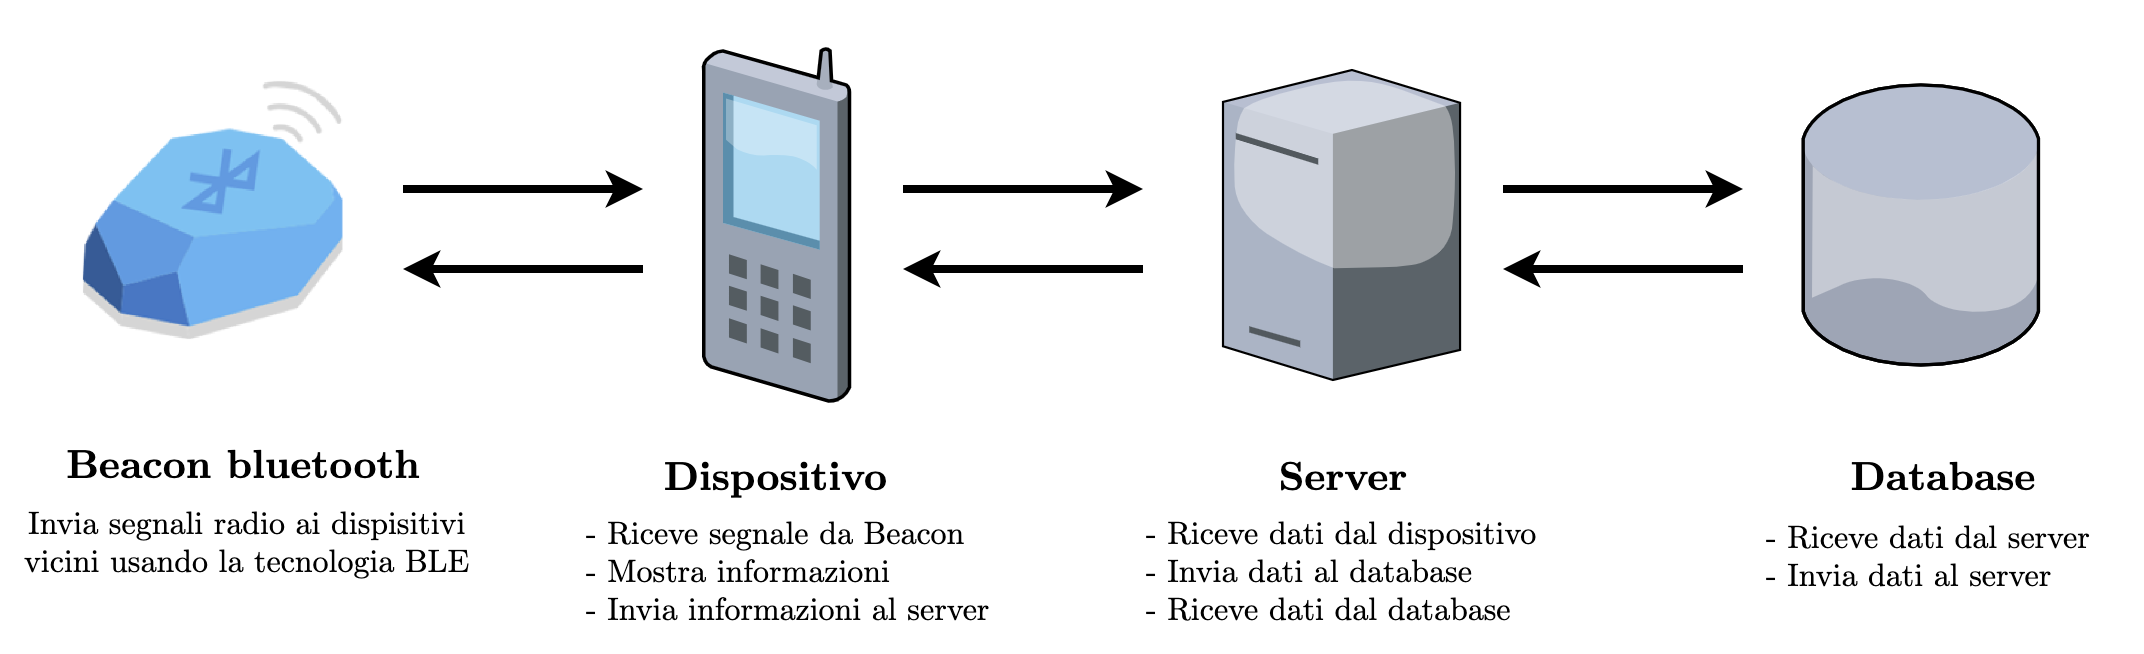 Beacon bluetooth
Invia segnali radio ai dispisitivi
vicini usando la tecnologia BLE
Dispositivo
- Riceve segnale da Beacon
- Mostra informazioni
- Invia informazioni al server
Server
- Riceve dati dal dispositivo
- Invia dati al database
- Riceve dati dal database
Database
- Riceve dati dal server
- Invia dati al server